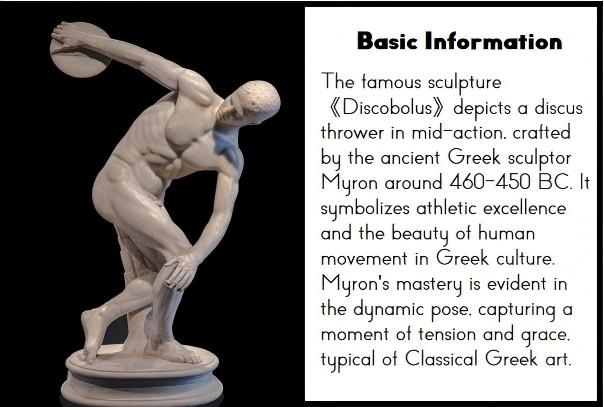 Basic Information
The famous sculpture
《Discobolus》 depicts a discus
thrower in mid-action, crafted
by the ancient Greek sculptor
Myron around 460-450 BC. It
symbolizes athletic excellence
and the beauty of human
movement in Greek culture.
Myron's mastery is evident in
the dynamic pose, capturing a
moment of tension and grace,
typical of Classical Greek art.